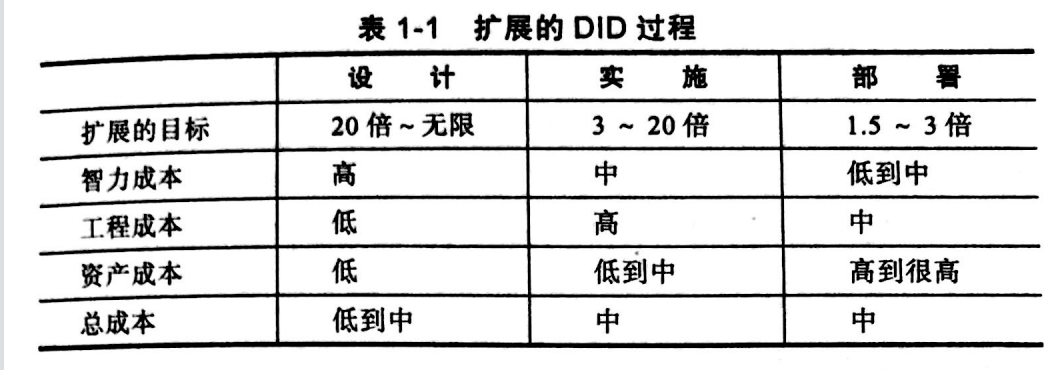 表 1-1 扩展的 DID 过程
设 计 实 施 部 署
扩展的目标 20 倍 ~ 无限 3 ~ 20 倍 1.5 ~ 3 倍
智力成本 高 中 低到中
工程成本 低 高 中
资产成本 低 低到中 高到很高
总成本 低到中 中 中